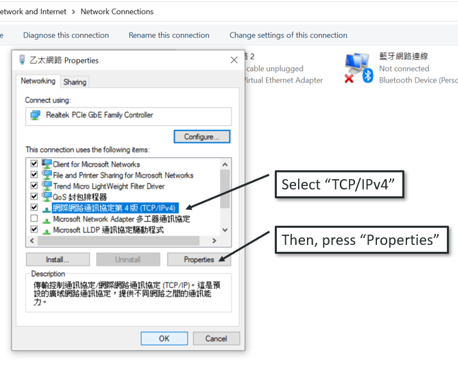 etwork and Internet > Network Connections
e Diagnose this connection Rename this connection Change settings of this connection
乙太網路 Properties
2
cable unplugged
irtual Ethernet Adapter
藍牙網路連線
Not connected
Bluetooth Device (Perso
Networking Sharing
Connect using:
Realtek PCIe GbE Family Controller
Configure...
This connection uses the following items:
Client for Microsoft Networks
File and Printer Sharing for Microsoft Networks
Trend Micro LightWeight Filter Driver
QoS 封包排程器
網際網路通訊協定第 4 版 (TCP/IPv4)
Microsoft Network Adapter 多工器通訊協定
Microsoft LLDP 通訊協定驅動程式
Install... Uninstall Properties
Description
傳輸控制通訊協定/網際網路通訊協定 (TCP/IP)。這是預
設的廣域網路通訊協定，提供不同網路之間的通訊能
力。
OK Cancel
Select “TCP/IPv4”
Then, press “Properties”